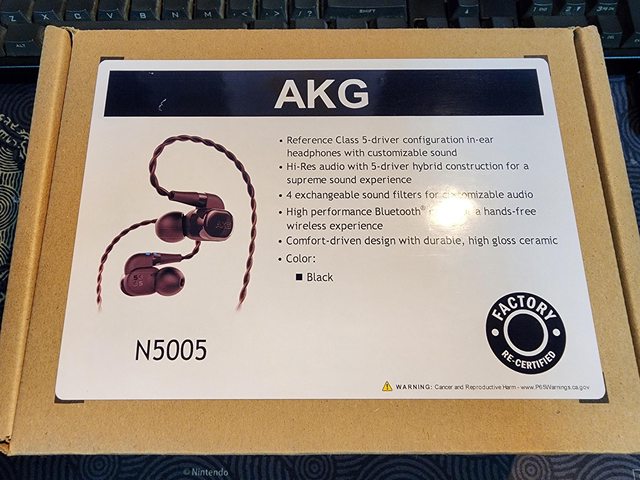 AKG
• Reference Class 5-driver configuration in-ear
headphones with customizable sound
• Hi-Res audio with 5-driver hybrid construction for a
supreme sound experience
• 4 exchangeable sound filters for customizable audio
• High performance Bluetooth® a hands-free
wireless experience
• Comfort-driven design with durable, high gloss ceramic
• Color:
■ Black
N5005
FACTORY
RE-CERTIFIED
WARNING: Cancer and Reproductive Harm - www.P65Warnings.ca.gov
© Nintendo
Z X C V B N M
SHIFT